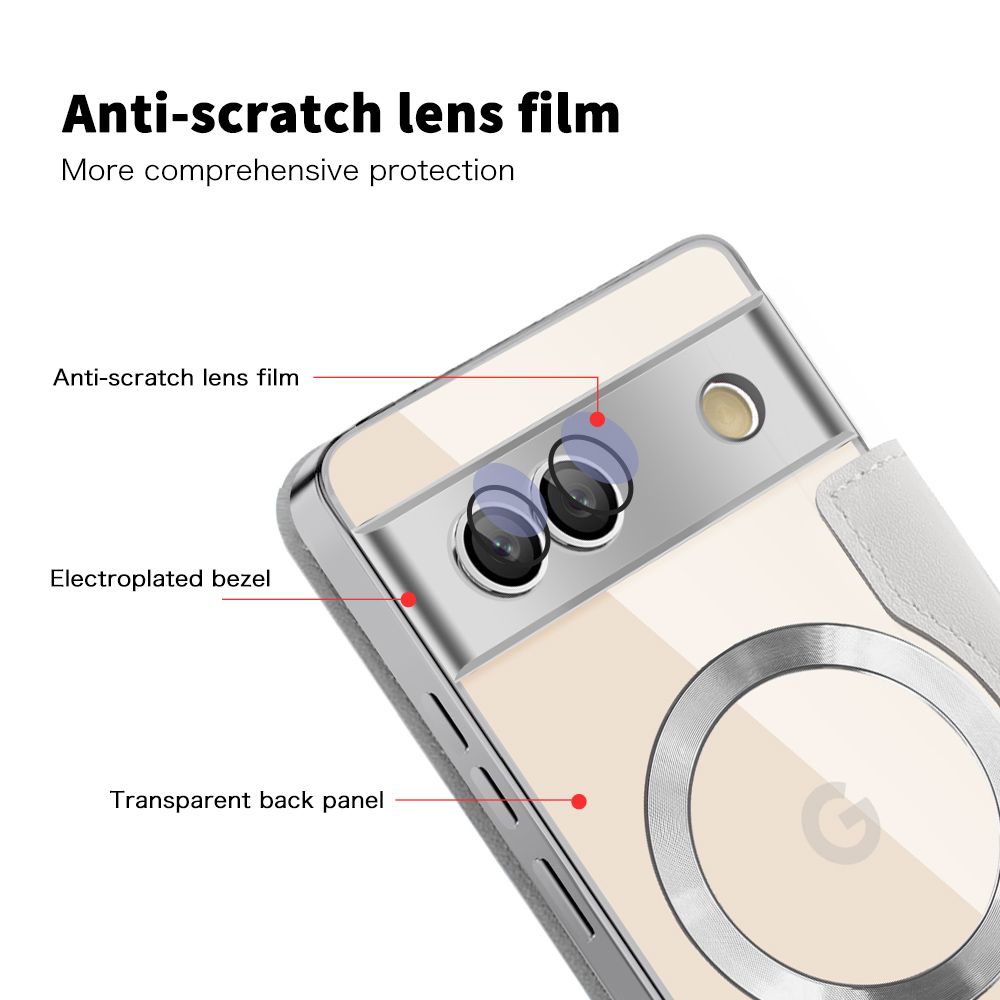 Anti-scratch lens film
More comprehensive protection
Anti-scratch lens film
Electroplated bezel
Transparent back panel
G